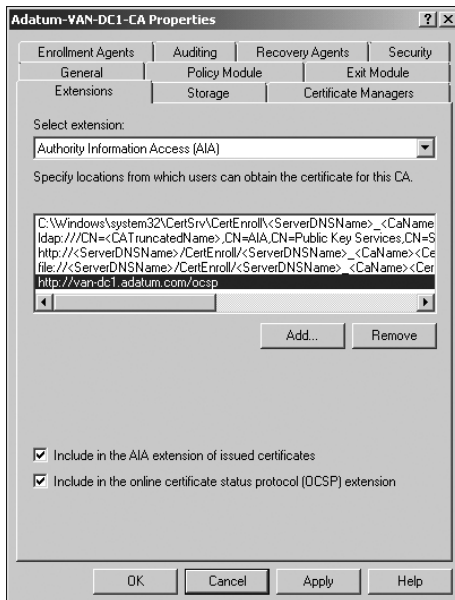 Adatum-VAN-DC1-CA Properties
Enrollment Agents Auditing Recovery Agents Security
General Policy Module Exit Module
Extensions Storage Certificate Managers
Select extension:
Authority Information Access (AIA)
Specify locations from which users can obtain the certificate for this CA.
C:\Windows\system32\CertSrv\CertEnroll\<ServerDNSName>_<CaName
ldap:///CN=<CATruncatedName>,CN=AIA,CN=Public Key Services,CN=S
http://<ServerDNSName>/CertEnroll/<ServerDNSName>_<CaName><Ce
file://<ServerDNSName>/CertEnroll/<ServerDNSName>_<CaName><Cer
http://van-dc1.adatum.com/ocsp
Add... Remove
Include in the AIA extension of issued certificates
Include in the online certificate status protocol (OCSP) extension
OK Cancel Apply Help